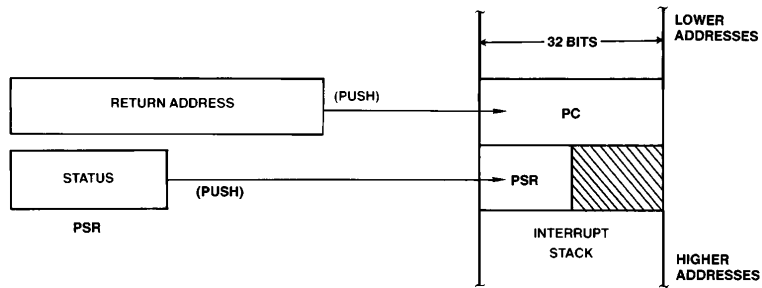 LOWER
ADDRESSES
32 BITS
RETURN ADDRESS
(PUSH)
PC
STATUS
(PUSH)
PSR
PSR
INTERRUPT
STACK
HIGHER
ADDRESSES